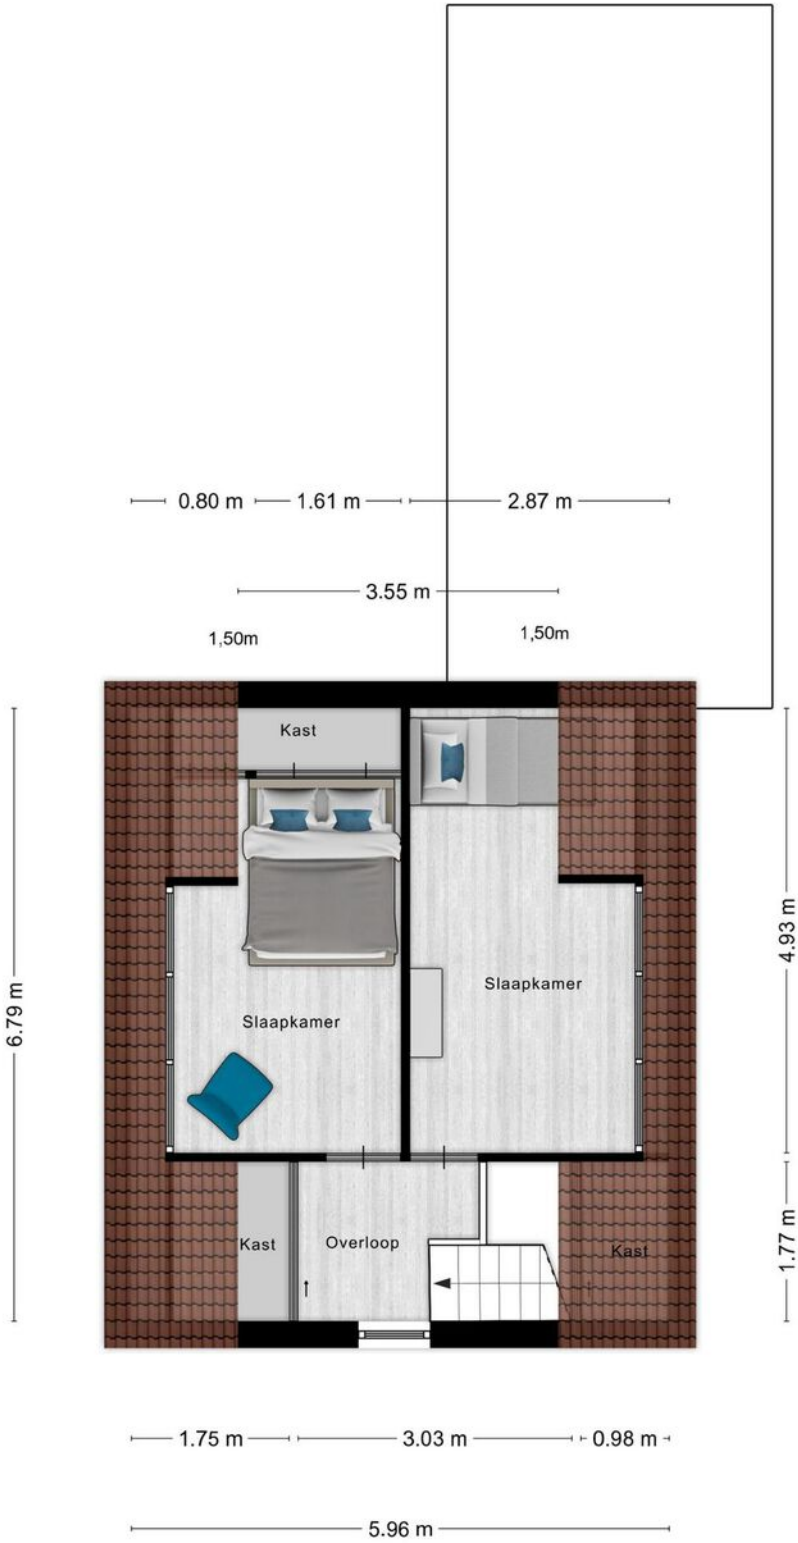 0.80 m
1.61 m
2.87 m
3.55 m
1,50m
1,50m
Kast
4.93 m
6.79 m
Slaapkamer
Slaapkamer
Kast
Overloop
Kast
1.77 m
1.75 m
3.03 m
0.98 m
5.96 m